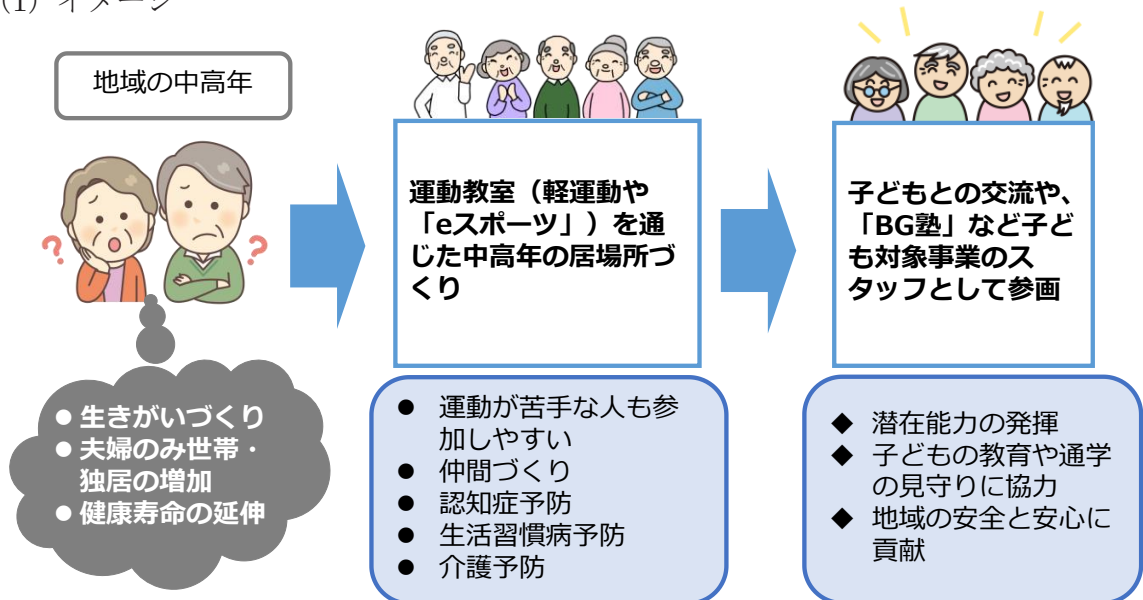 (1) イメージ
地域の中高年
?
?
● 生きがいづくり
● 夫婦のみ世帯・
独居の増加
● 健康寿命の延伸
運動教室（軽運動や
「eスポーツ」）を通
じた中高年の居場所づ
くり
● 運動が苦手な人も参
加しやすい
● 仲間づくり
● 認知症予防
● 生活習慣病予防
● 介護予防
子どもとの交流や、
「BG塾」など子ど
も対象事業のス
タッフとして参画
◆ 潜在能力の発揮
◆ 子どもの教育や通学
の見守りに協力
◆ 地域の安全と安心に
貢献